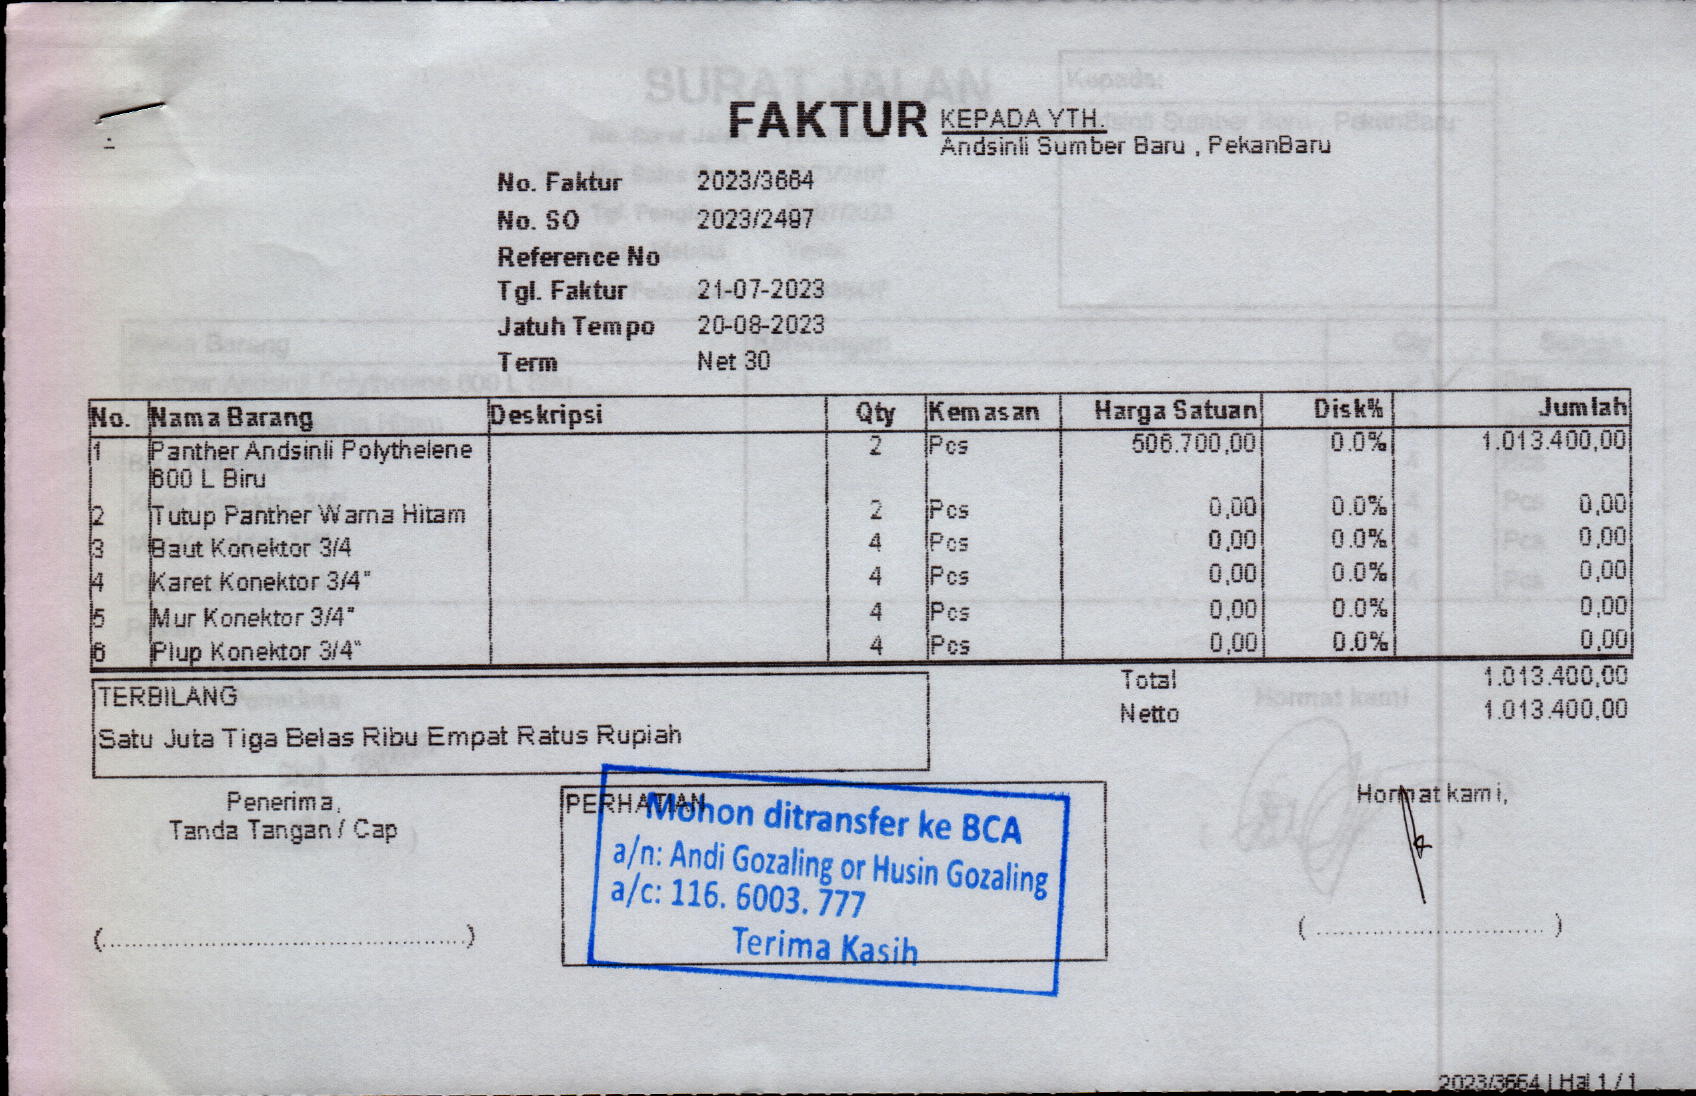 FAKTUR
KEPADA YTH.
Andsinli Sumber Baru , PekanBaru
No. Faktur 2023/3664
No. SO 2023/2497
Reference No
Tgl. Faktur 21-07-2023
Jatuh Tempo 20-08-2023
Term Net 30
No. Nama Barang Deskripsi Qty Kemasan Harga Satuan Disk% Jumlah
1 Panther Andsinli Polythelene 2 Pcs 506.700,00 0.0% 1.013.400,00
600 L Biru
2 Tutup Panther Warna Hitam 2 Pcs 0,00 0.0% 0,00
3 Baut Konektor 3/4 4 Pcs 0,00 0.0% 0,00
4 Karet Konektor 3/4" 4 Pcs 0,00 0.0% 0,00
5 Mur Konektor 3/4" 4 Pcs 0,00 0.0% 0,00
6 Plup Konektor 3/4" 4 Pcs 0,00 0.0% 0,00
Total 1.013.400,00
Netto 1.013.400,00
TERBILANG
Satu Juta Tiga Belas Ribu Empat Ratus Rupiah
Penerima,
Tanda Tangan / Cap
(..............................................)
PERHATIAN
Mohon ditransfer ke BCA
a/n: Andi Gozaling or Husin Gozaling
a/c: 116. 6003. 777
Terima Kasih
Hormat kami,
( ............................. )
2023/3664 | Hal 1 / 1
SURAT JALAN
Kepada: